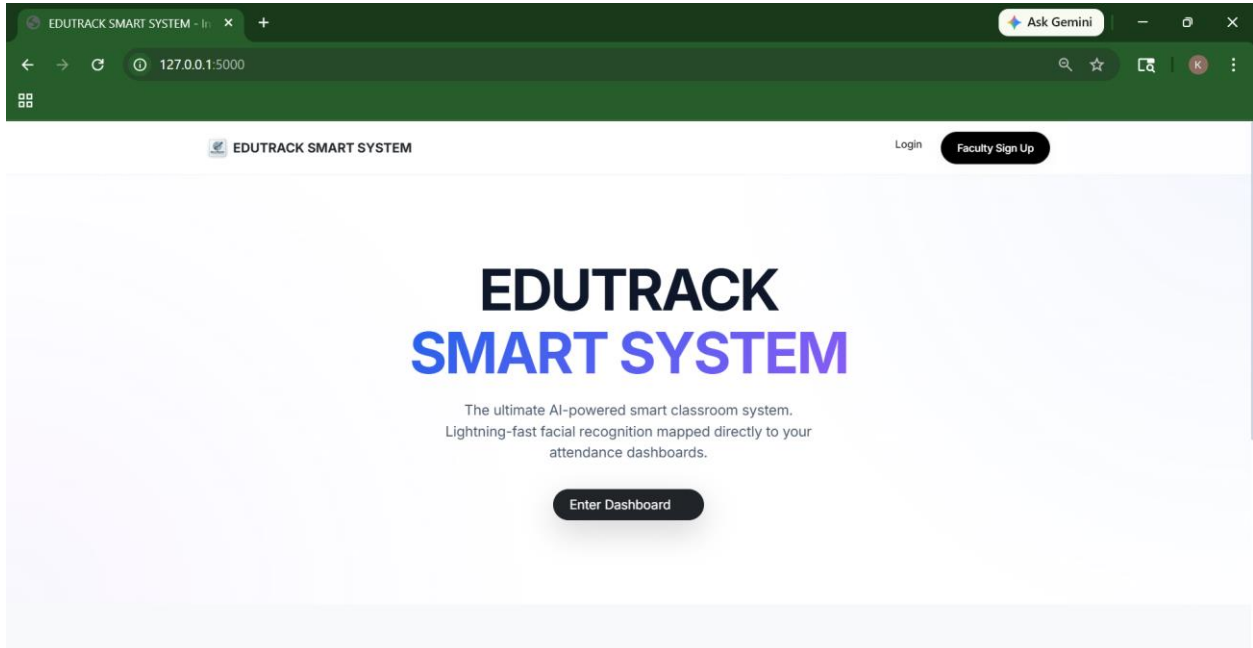 EDUTRACK SMART SYSTEM - In
Ask Gemini
127.0.0.1:5000
K
EDUTRACK SMART SYSTEM
Login
Faculty Sign Up
EDUTRACK
SMART SYSTEM
The ultimate AI-powered smart classroom system.
Lightning-fast facial recognition mapped directly to your
attendance dashboards.
Enter Dashboard